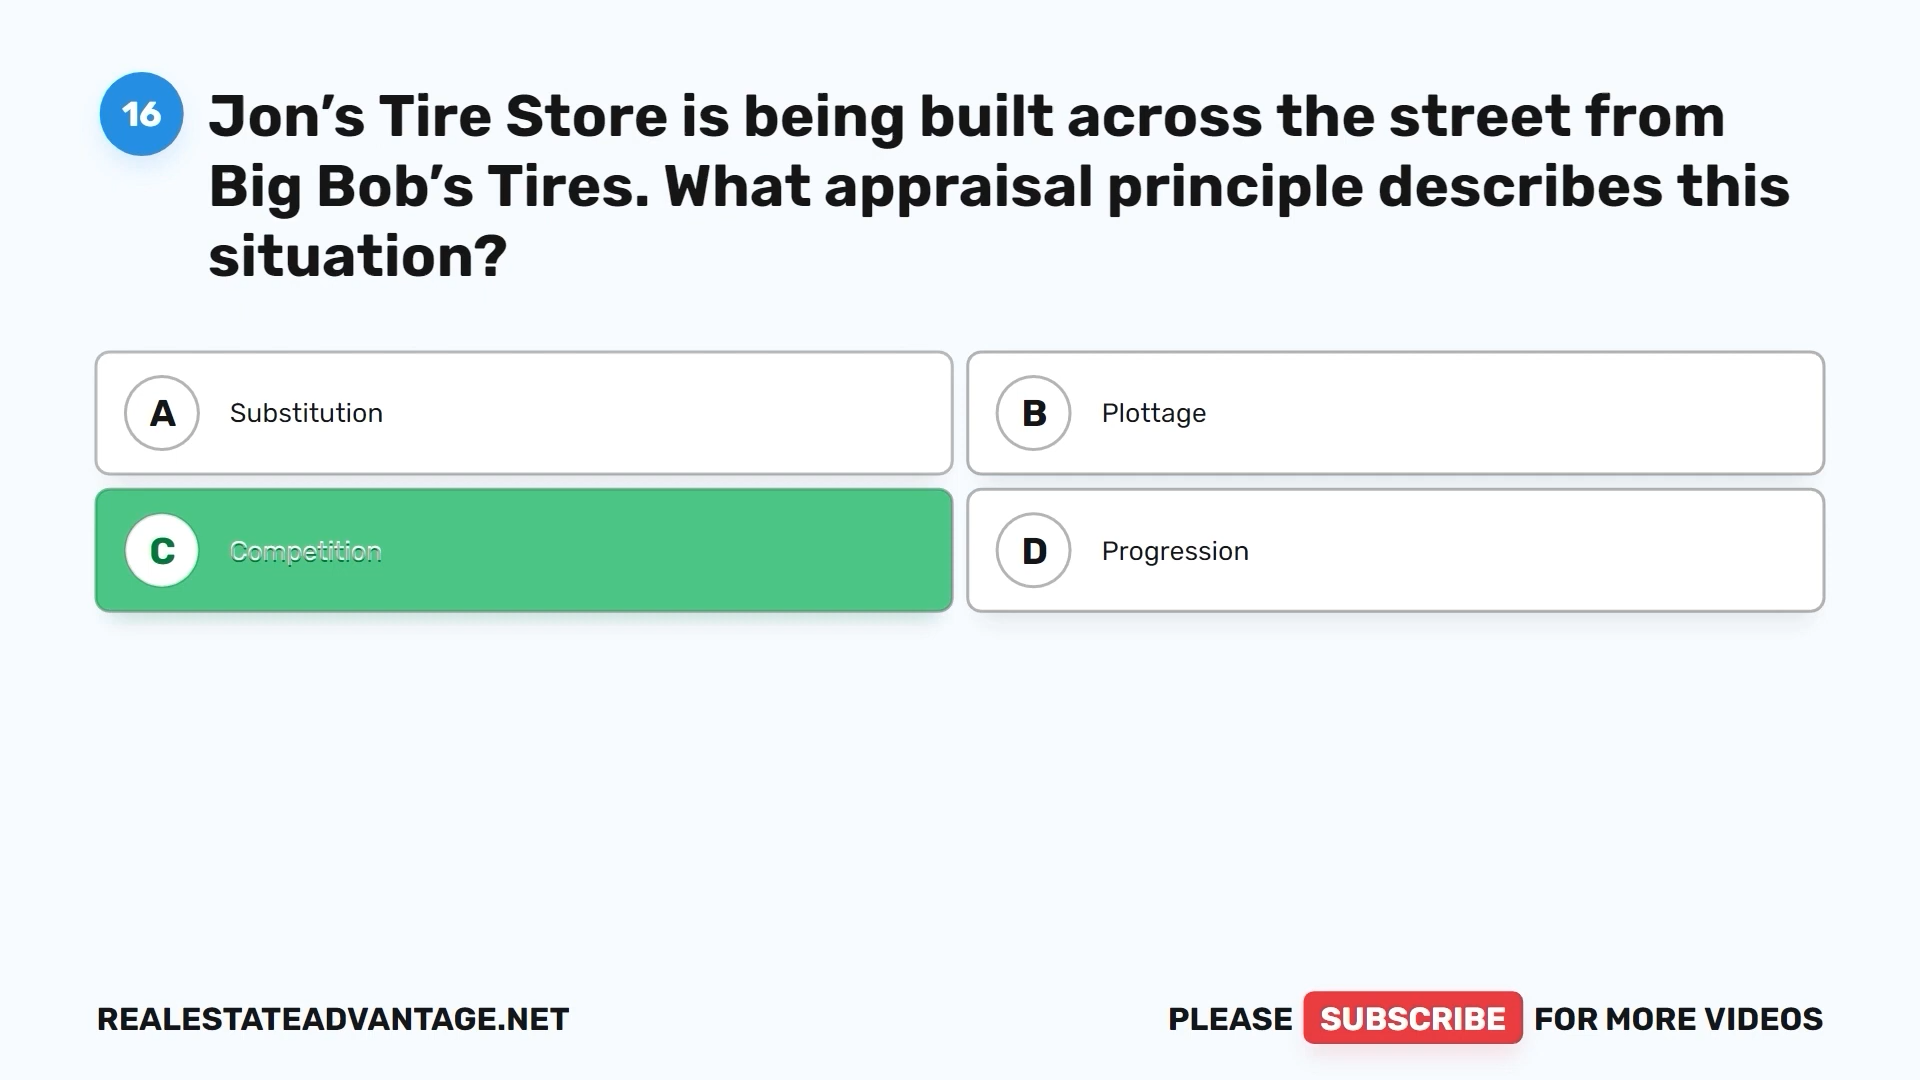 16
Jon’s Tire Store is being built across the street from
Big Bob’s Tires. What appraisal principle describes this
situation?
A Substitution
B Plottage
C Competition
D Progression
REALESTATEADVANTAGE.NET
PLEASE SUBSCRIBE FOR MORE VIDEOS